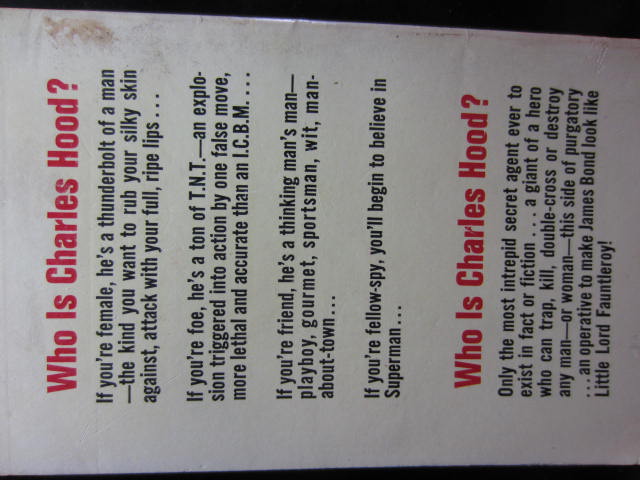 Who Is Charles Hood?
If you're female, he's a thunderbolt of a man
—the kind you want to rub your silky skin
against, attack with your full, ripe lips...
If you're foe, he's a ton of T.N.T.—an explo-
sion triggered into action by one false move,
more lethal and accurate than an I.C.B.M....
If you're friend, he's a thinking man's man—
playboy, gourmet, sportsman, wit, man-
about-town...
If you're fellow-spy, you'll begin to believe in
Superman...
Who Is Charles Hood?
Only the most intrepid secret agent ever to
exist in fact or fiction....a giant of a hero
who can trap, kill, double-cross or destroy
any man—or woman—this side of purgatory
...an operative to make James Bond look like
Little Lord Fauntleroy!